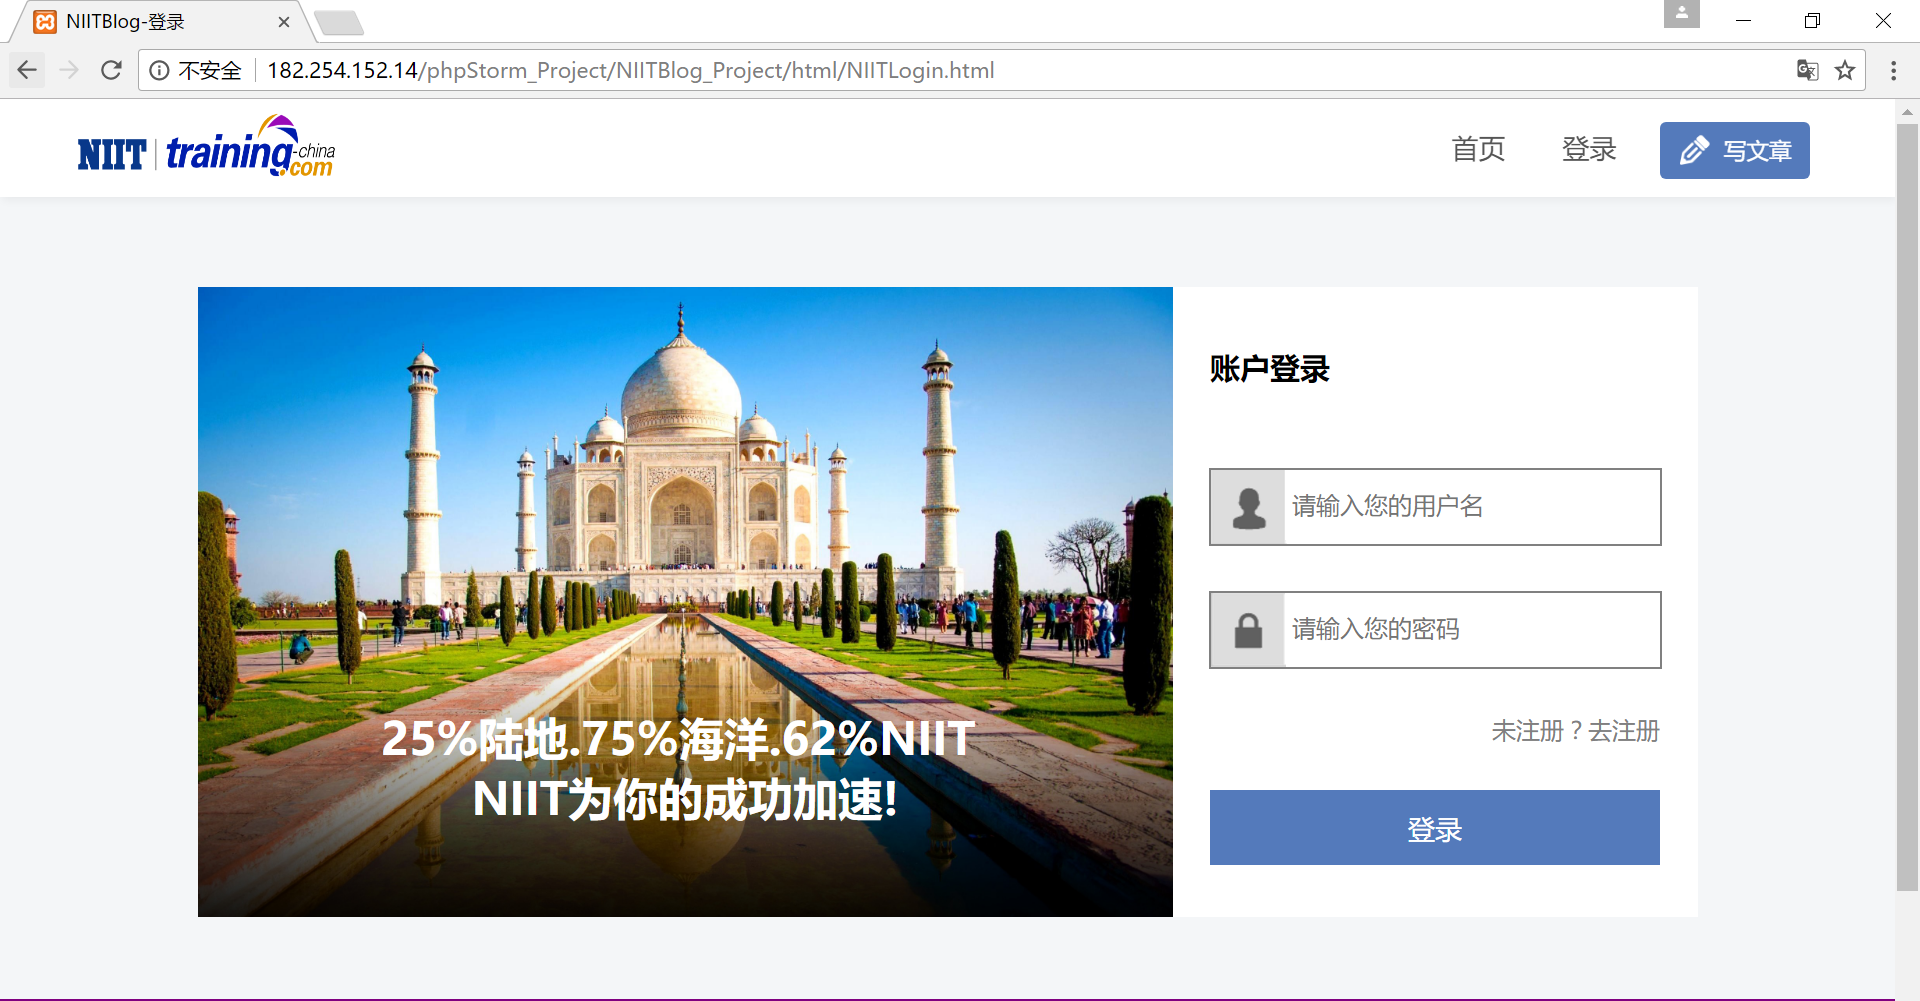 NIITBlog-登录
不安全 182.254.152.14/phpStorm_Project/NIITBlog_Project/html/NIITLogin.html
NIIT training-china.com
首页 登录 写文章
账户登录
请输入您的用户名
请输入您的密码
未注册？去注册
登录
25%陆地.75%海洋.62%NIIT
NIIT为你的成功加速!